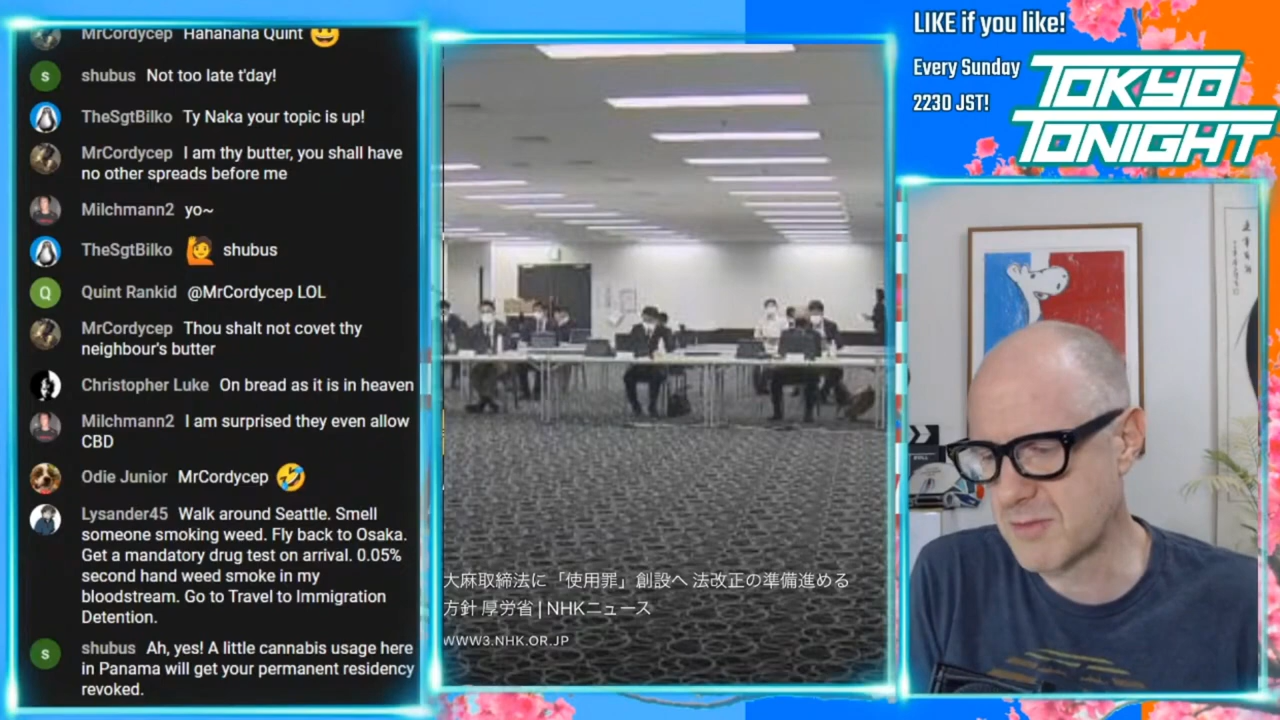 MrCordycep Hahahaha Quint
shubus Not too late t'day!
TheSgtBilko Ty Naka your topic is up!
MrCordycep I am thy butter, you shall have
no other spreads before me
Milchmann2 yo~
TheSgtBilko shubus
Quint Rankid @MrCordycep LOL
MrCordycep Thou shalt not covet thy
neighbour's butter
Christopher Luke On bread as it is in heaven
Milchmann2 I am surprised they even allow
CBD
Odie Junior MrCordycep
Lysander45 Walk around Seattle. Smell
someone smoking weed. Fly back to Osaka.
Get a mandatory drug test on arrival. 0.05%
second hand weed smoke in my
bloodstream. Go to Travel to Immigration
Detention.
shubus Ah, yes! A little cannabis usage here
in Panama will get your permanent residency
revoked.
大麻取締法に「使用罪」創設へ 法改正の準備進める
方針 厚労省 | NHKニュース
WWW3.NHK.OR.JP
LIKE if you like!
Every Sunday
2230 JST!
TOKYO
TONIGHT